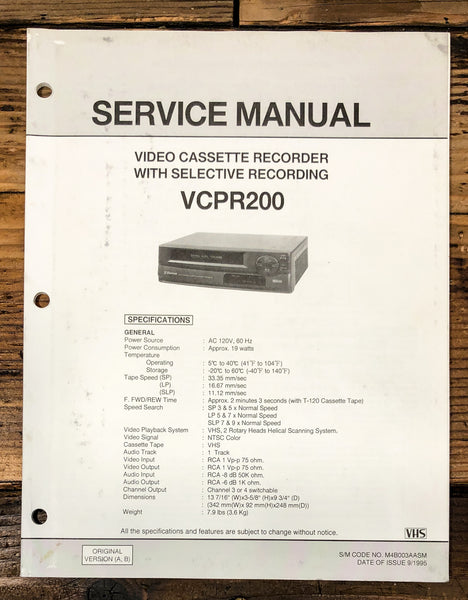 SERVICE MANUAL
VIDEO CASSETTE RECORDER
WITH SELECTIVE RECORDING
VCPR200
SPECIFICATIONS
GENERAL
Power Source : AC 120V, 60 Hz
Power Consumption : Approx. 19 watts
Temperature
Operating : 5℃ to 40℃ (41°F to 104°F)
Storage : -20℃ to 60℃ (-40°F to 140°F)
Tape Speed (SP) : 33.35 mm/sec
(LP) : 16.67 mm/sec
(SLP) : 11.12 mm/sec
F. FWD/REW Time : Approx. 2 minutes 3 seconds (with T-120 Cassette Tape)
Speed Search : SP 3 & 5 x Normal Speed
LP 5 & 7 x Normal Speed
SLP 7 & 9 x Normal Speed
Video Playback System : VHS, 2 Rotary Heads Helical Scanning System.
Video Signal : NTSC Color
Cassette Tape : VHS
Audio Track : 1 Track
Video Input : RCA 1 Vp-p 75 ohm.
Video Output : RCA 1 Vp-p 75 ohm.
Audio Input : RCA -8 dB 50K ohm.
Audio Output : RCA -6 dB 1K ohm.
Channel Output : Channel 3 or 4 switchable
Dimensions : 13 7/16" (W)x3-5/8" (H)x9 3/4" (D)
(342 mm(W)x 92 mm(H)x248 mm(D))
Weight : 7.9 lbs (3,6 Kg)
All the specifications and features are subject to change without notice.
VHS
ORIGINAL
VERSION (A, B)
S/M CODE NO. M4B003AASM
DATE OF ISSUE 9/1995